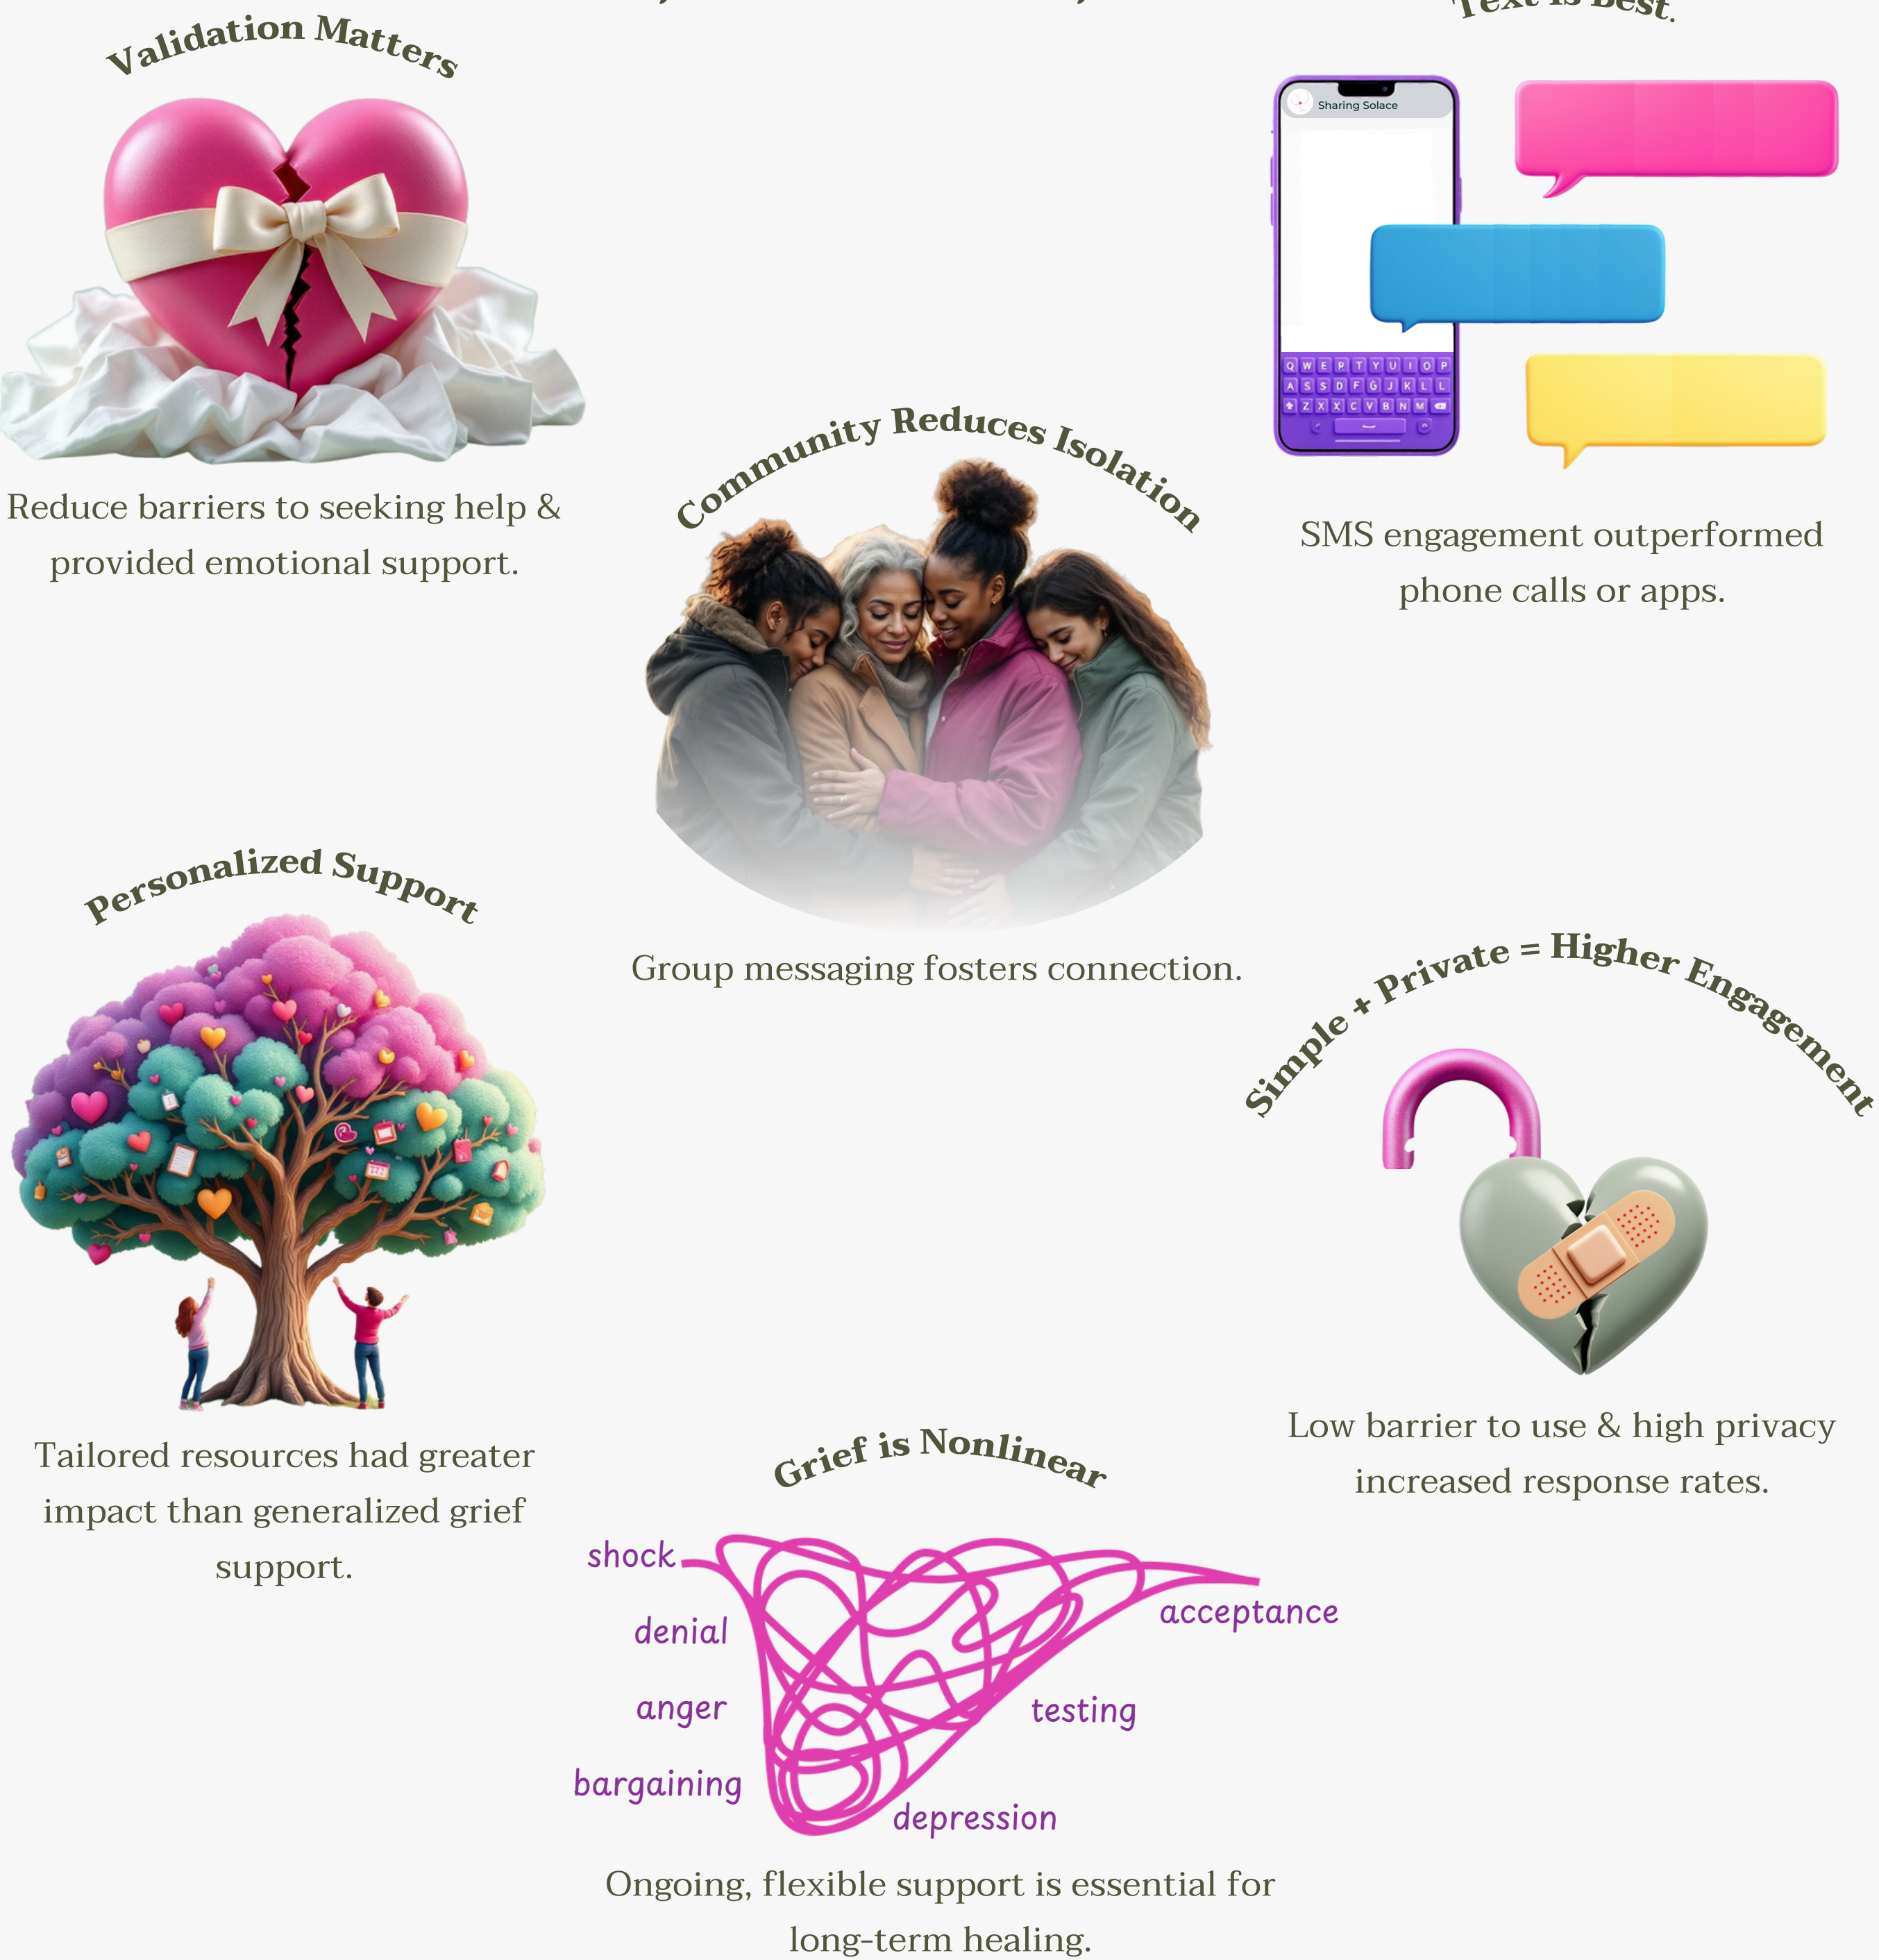 Text is Best.
Validation Matters
Sharing Solace
Q W E R T Y U I O P
A S S D F G J K L L
Z X X C V B N M
Reduce barriers to seeking help &
provided emotional support.
SMS engagement outperformed
phone calls or apps.
Community Reduces Isolation
Group messaging fosters connection.
Personalized Support
Tailored resources had greater
impact than generalized grief
support.
Simple + Private = Higher Engagement
Low barrier to use & high privacy
increased response rates.
Grief is Nonlinear
shock
denial
anger
bargaining
depression
testing
acceptance
Ongoing, flexible support is essential for
long-term healing.